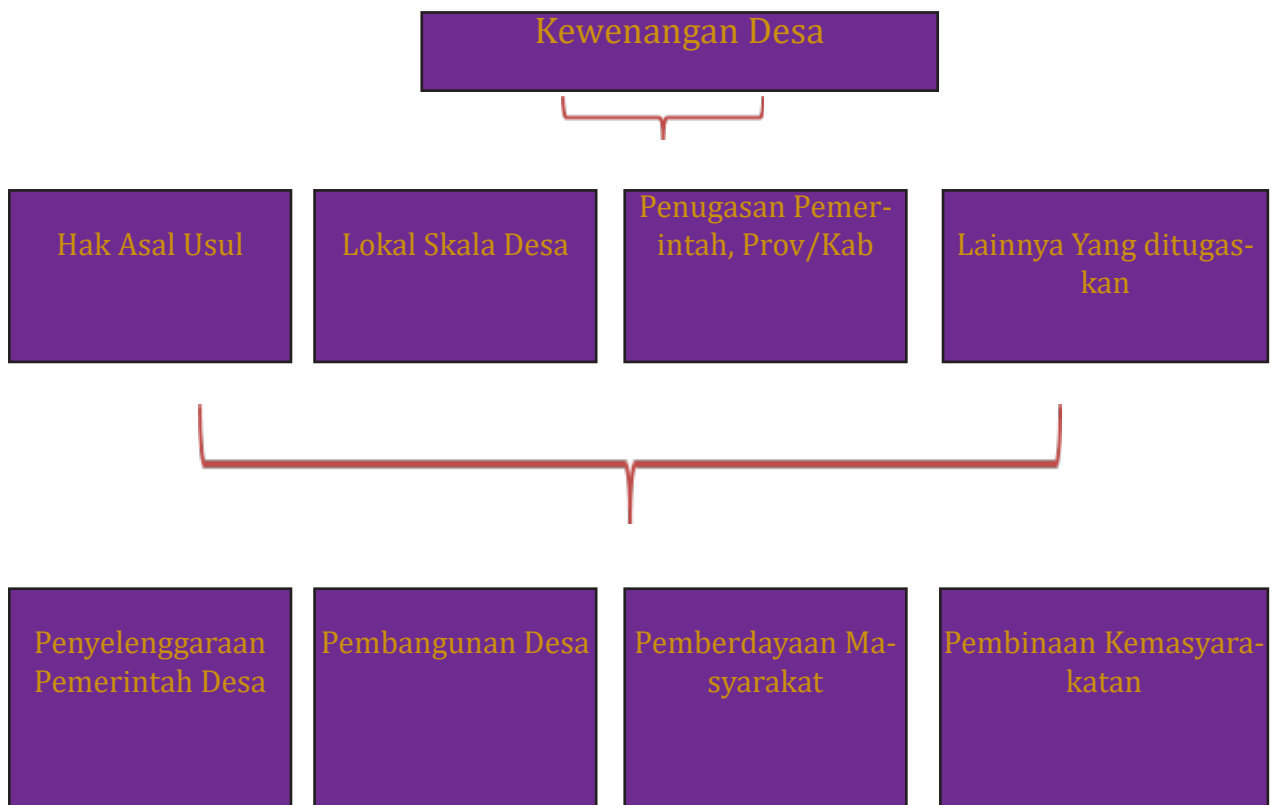 Kewenangan Desa
Hak Asal Usul
Lokal Skala Desa
Penugasan Pemer-
intah, Prov/Kab
Lainnya Yang ditugas-
kan
Penyelenggaraan
Pemerintah Desa
Pembangunan Desa
Pemberdayaan Ma-
syarakat
Pembinaan Kemasyara-
katan